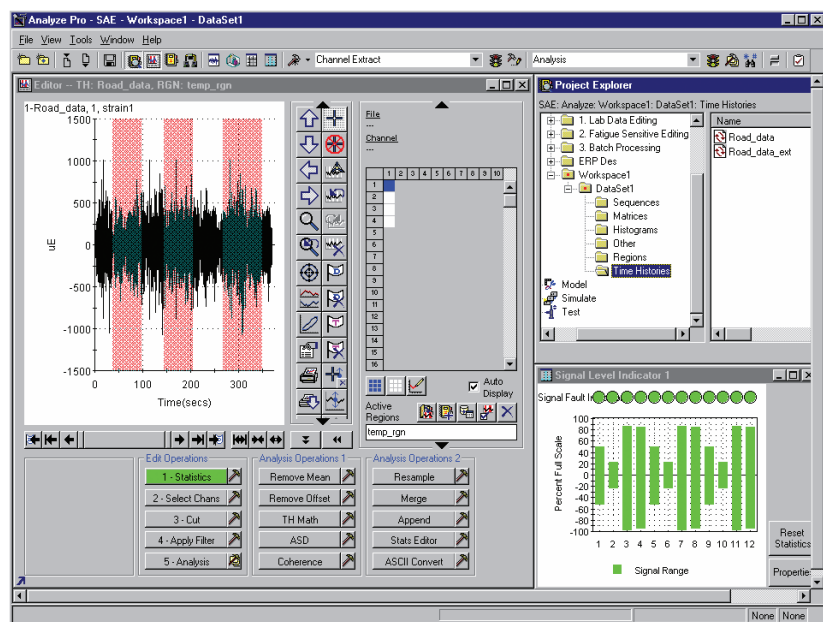 Analyze Pro - SAE - Workspace1 - DataSet1
File View Tools Window Help
Channel Extract
Analysis
Editor -- TH: Road_data, RGN: temp_rgn
1-Road_data, 1, strain1
1500
1000
500
0
-500
-1000
-1500
uE
0 100 200 300
Time(secs)
File
---
Channel
---
1 2 3 4 5 6 7 8 9 10
1
2
3
4
5
6
7
8
9
10
11
12
13
14
15
16
Auto Display
Active Regions
temp_rgn
Edit Operations
1 - Statistics
2 - Select Chans
3 - Cut
4 - Apply Filter
5 - Analysis
Analysis Operations 1
Remove Mean
Remove Offset
TH Math
ASD
Coherence
Analysis Operations 2
Resample
Merge
Append
Stats Editor
ASCII Convert
Project Explorer
SAE: Analyze: Workspace1: DataSet1: Time Histories
1. Lab Data Editing
2. Fatigue Sensitive Editing
3. Batch Processing
ERP Des
Workspace1
DataSet1
Sequences
Matrices
Histograms
Other
Regions
Time Histories
Model
Simulate
Test
Name
Road_data
Road_data_ext
Signal Level Indicator 1
Signal Fault
100
80
60
40
20
0
-20
-40
-60
-80
-100
Percent Full Scale
1 2 3 4 5 6 7 8 9 10 11 12
Signal Range
Reset Statistics
Propertie
None None